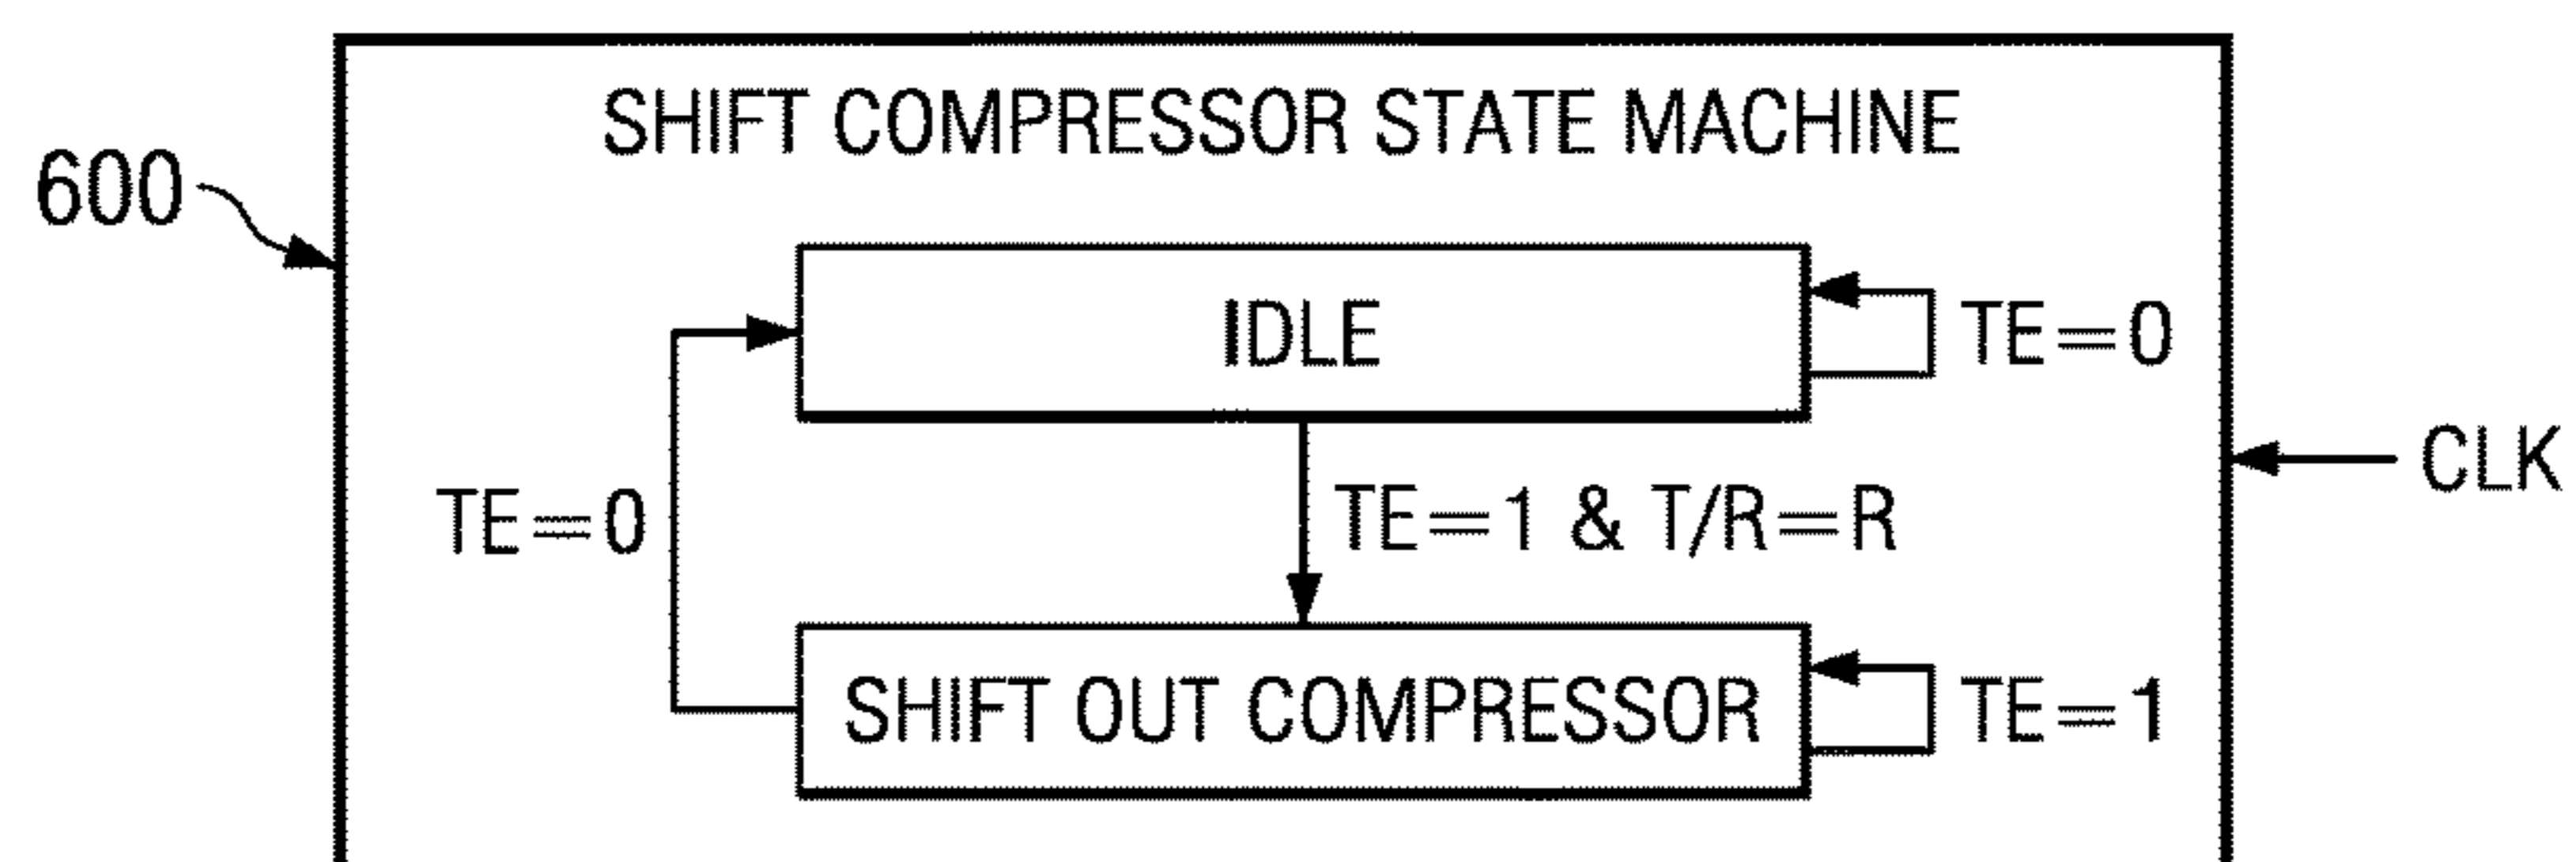 SHIFT COMPRESSOR STATE MACHINE
600
IDLE
TE=0
CLK
TE=0
TE=1 & T/R=R
SHIFT OUT COMPRESSOR
TE=1